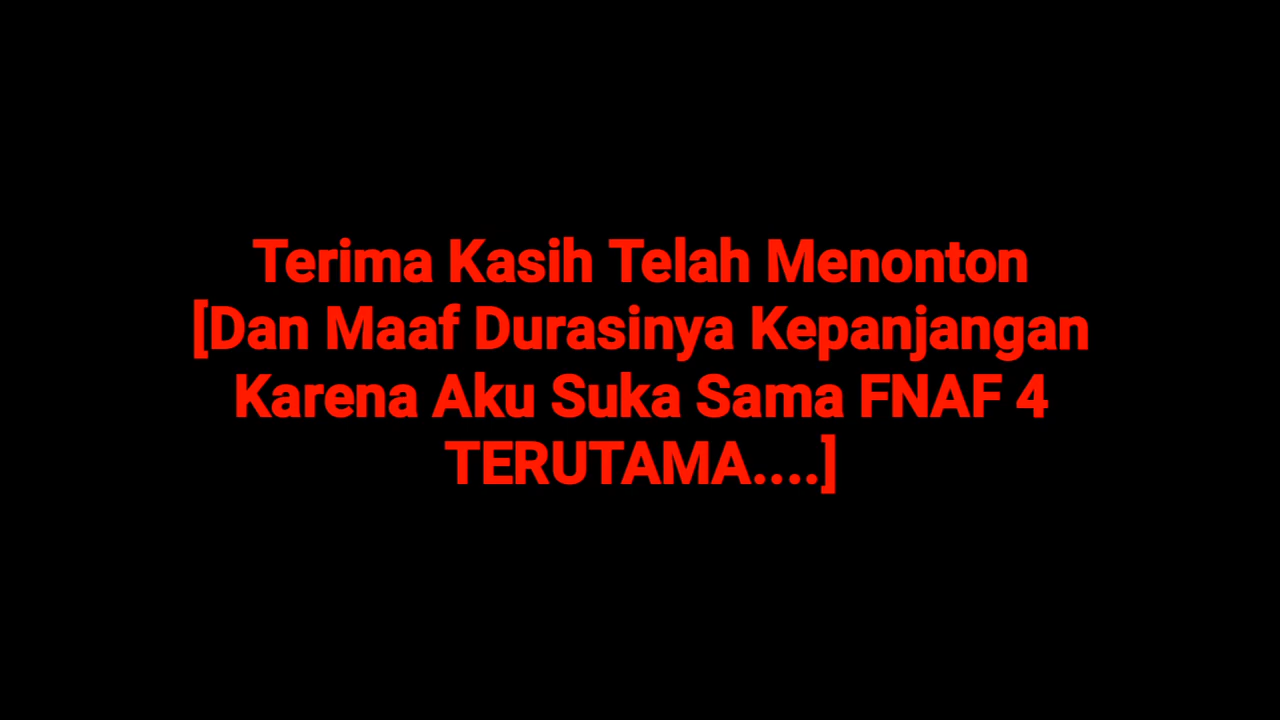 Terima Kasih Telah Menonton
[Dan Maaf Durasinya Kepanjangan
Karena Aku Suka Sama FNAF 4
TERUTAMA....]